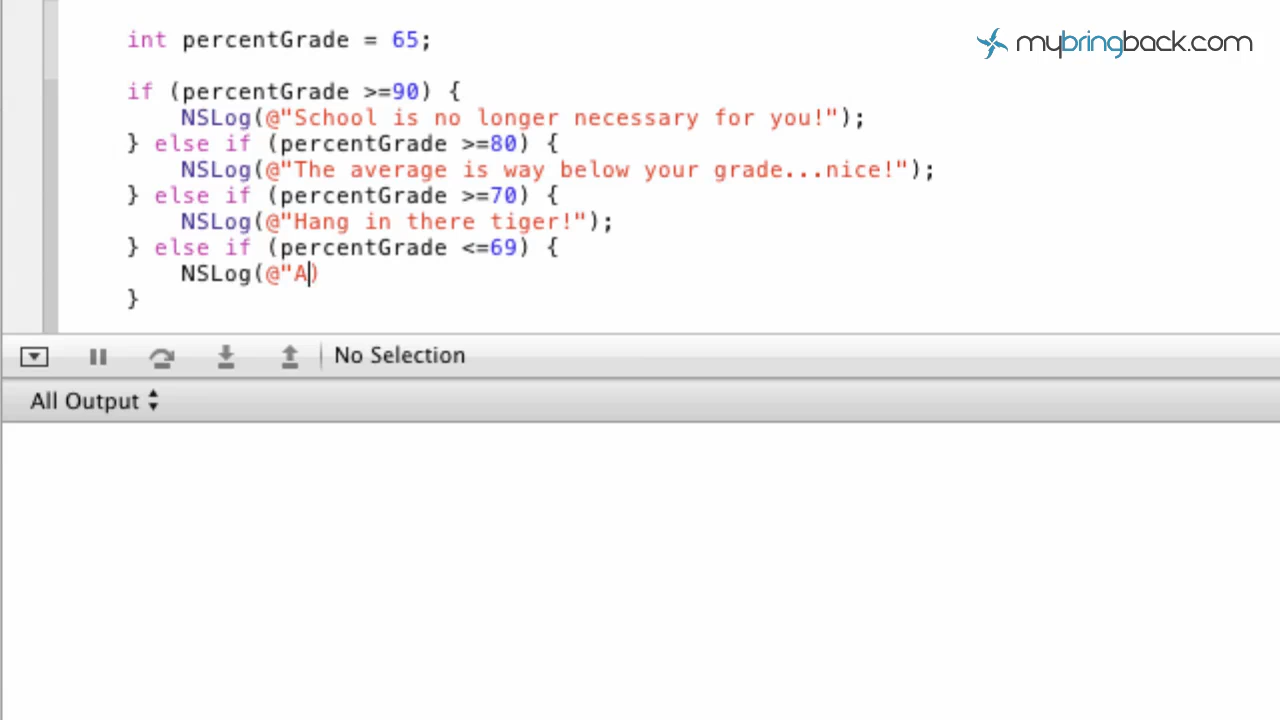 mybringback.com
int percentGrade = 65;
if (percentGrade >=90) {
NSLog(@"School is no longer necessary for you!");
} else if (percentGrade >=80) {
NSLog(@"The average is way below your grade...nice!");
} else if (percentGrade >=70) {
NSLog(@"Hang in there tiger!");
} else if (percentGrade <=69) {
NSLog(@"A)
}
No Selection
All Output